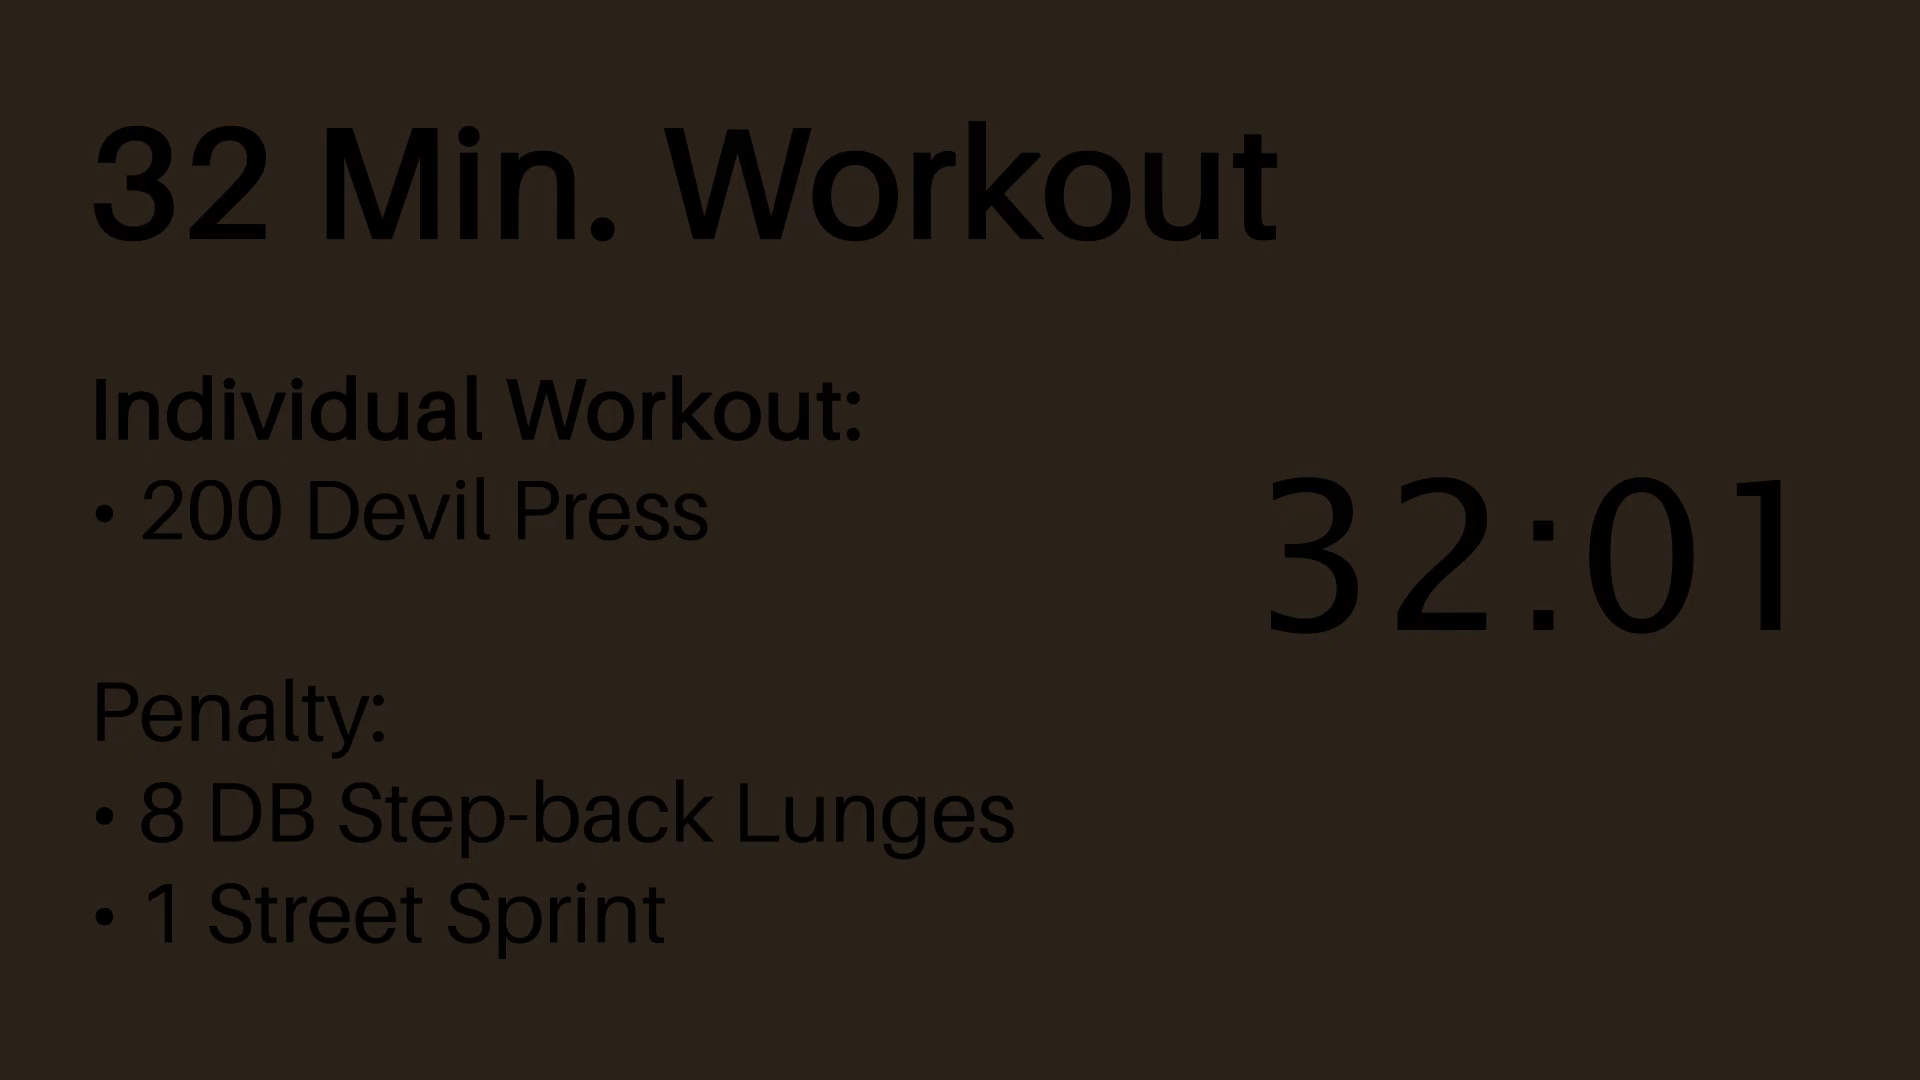 32 Min. Workout
Individual Workout:
• 200 Devil Press
32:01
Penalty:
• 8 DB Step-back Lunges
• 1 Street Sprint